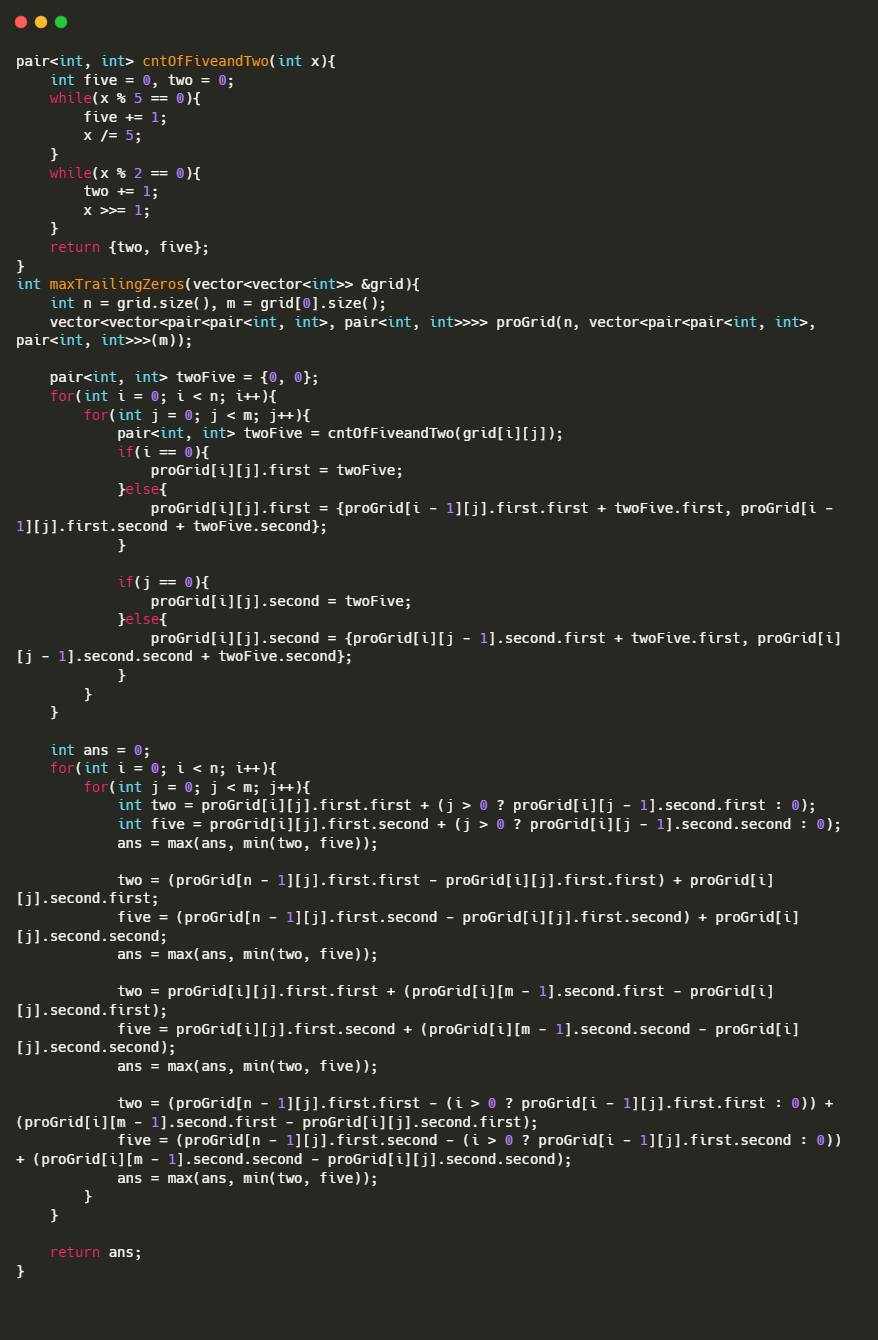 pair<int, int> cntOfFiveandTwo(int x){
    int five = 0, two = 0;
    while(x % 5 == 0){
        five += 1;
        x /= 5;
    }
    while(x % 2 == 0){
        two += 1;
        x >>= 1;
    }
    return {two, five};
}
int maxTrailingZeros(vector<vector<int>> &grid){
    int n = grid.size(), m = grid[0].size();
    vector<vector<pair<pair<int, int>, pair<int, int>>>> proGrid(n, vector<pair<pair<int, int>,
pair<int, int>>>(m));

    pair<int, int> twoFive = {0, 0};
    for(int i = 0; i < n; i++){
        for(int j = 0; j < m; j++){
            pair<int, int> twoFive = cntOfFiveandTwo(grid[i][j]);
            if(i == 0){
                proGrid[i][j].first = twoFive;
            }else{
                proGrid[i][j].first = {proGrid[i - 1][j].first.first + twoFive.first, proGrid[i -
1][j].first.second + twoFive.second};
            }

            if(j == 0){
                proGrid[i][j].second = twoFive;
            }else{
                proGrid[i][j].second = {proGrid[i][j - 1].second.first + twoFive.first, proGrid[i]
[j - 1].second.second + twoFive.second};
            }
        }
    }

    int ans = 0;
    for(int i = 0; i < n; i++){
        for(int j = 0; j < m; j++){
            int two = proGrid[i][j].first.first + (j > 0 ? proGrid[i][j - 1].second.first : 0);
            int five = proGrid[i][j].first.second + (j > 0 ? proGrid[i][j - 1].second.second : 0);
            ans = max(ans, min(two, five));

            two = (proGrid[n - 1][j].first.first - proGrid[i][j].first.first) + proGrid[i]
[j].second.first;
            five = (proGrid[n - 1][j].first.second - proGrid[i][j].first.second) + proGrid[i]
[j].second.second;
            ans = max(ans, min(two, five));

            two = proGrid[i][j].first.first + (proGrid[i][m - 1].second.first - proGrid[i]
[j].second.first);
            five = proGrid[i][j].first.second + (proGrid[i][m - 1].second.second - proGrid[i]
[j].second.second);
            ans = max(ans, min(two, five));

            two = (proGrid[n - 1][j].first.first - (i > 0 ? proGrid[i - 1][j].first.first : 0)) +
(proGrid[i][m - 1].second.first - proGrid[i][j].second.first);
            five = (proGrid[n - 1][j].first.second - (i > 0 ? proGrid[i - 1][j].first.second : 0))
+ (proGrid[i][m - 1].second.second - proGrid[i][j].second.second);
            ans = max(ans, min(two, five));
        }
    }

    return ans;
}